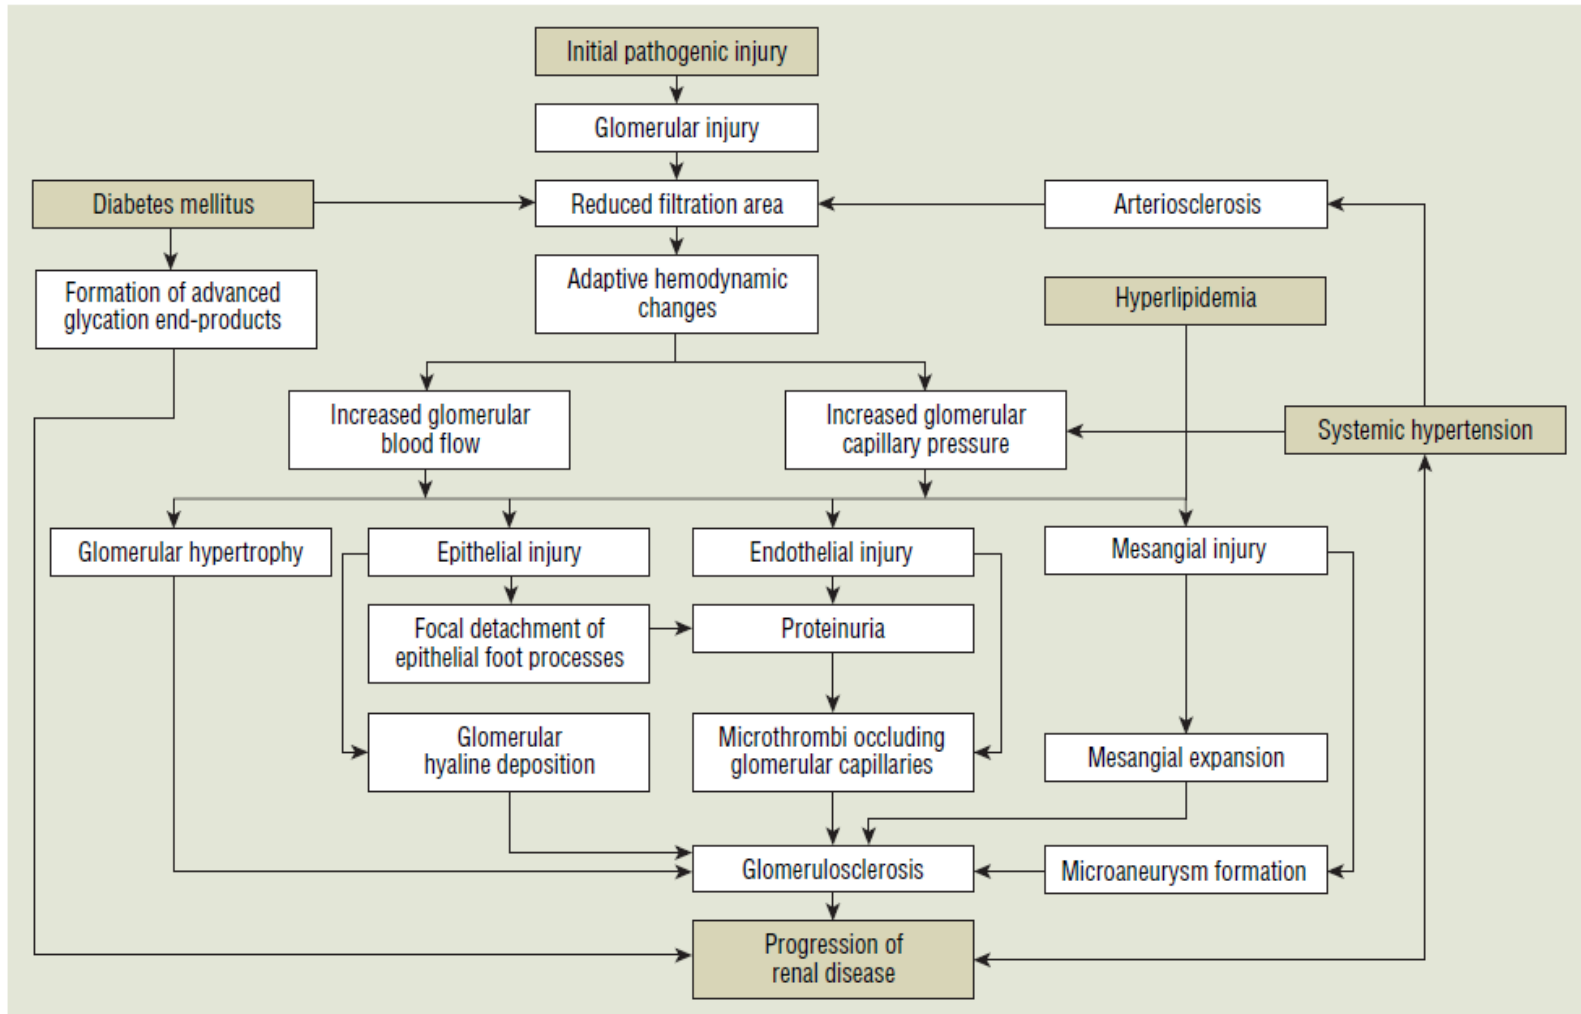 Initial pathogenic injury
Glomerular injury
Diabetes mellitus
Reduced filtration area
Arteriosclerosis
Formation of advanced
glycation end-products
Adaptive hemodynamic
changes
Hyperlipidemia
Increased glomerular
blood flow
Increased glomerular
capillary pressure
Systemic hypertension
Glomerular hypertrophy
Epithelial injury
Endothelial injury
Mesangial injury
Focal detachment of
epithelial foot processes
Proteinuria
Glomerular
hyaline deposition
Microthrombi occluding
glomerular capillaries
Mesangial expansion
Glomerulosclerosis
Microaneurysm formation
Progression of
renal disease